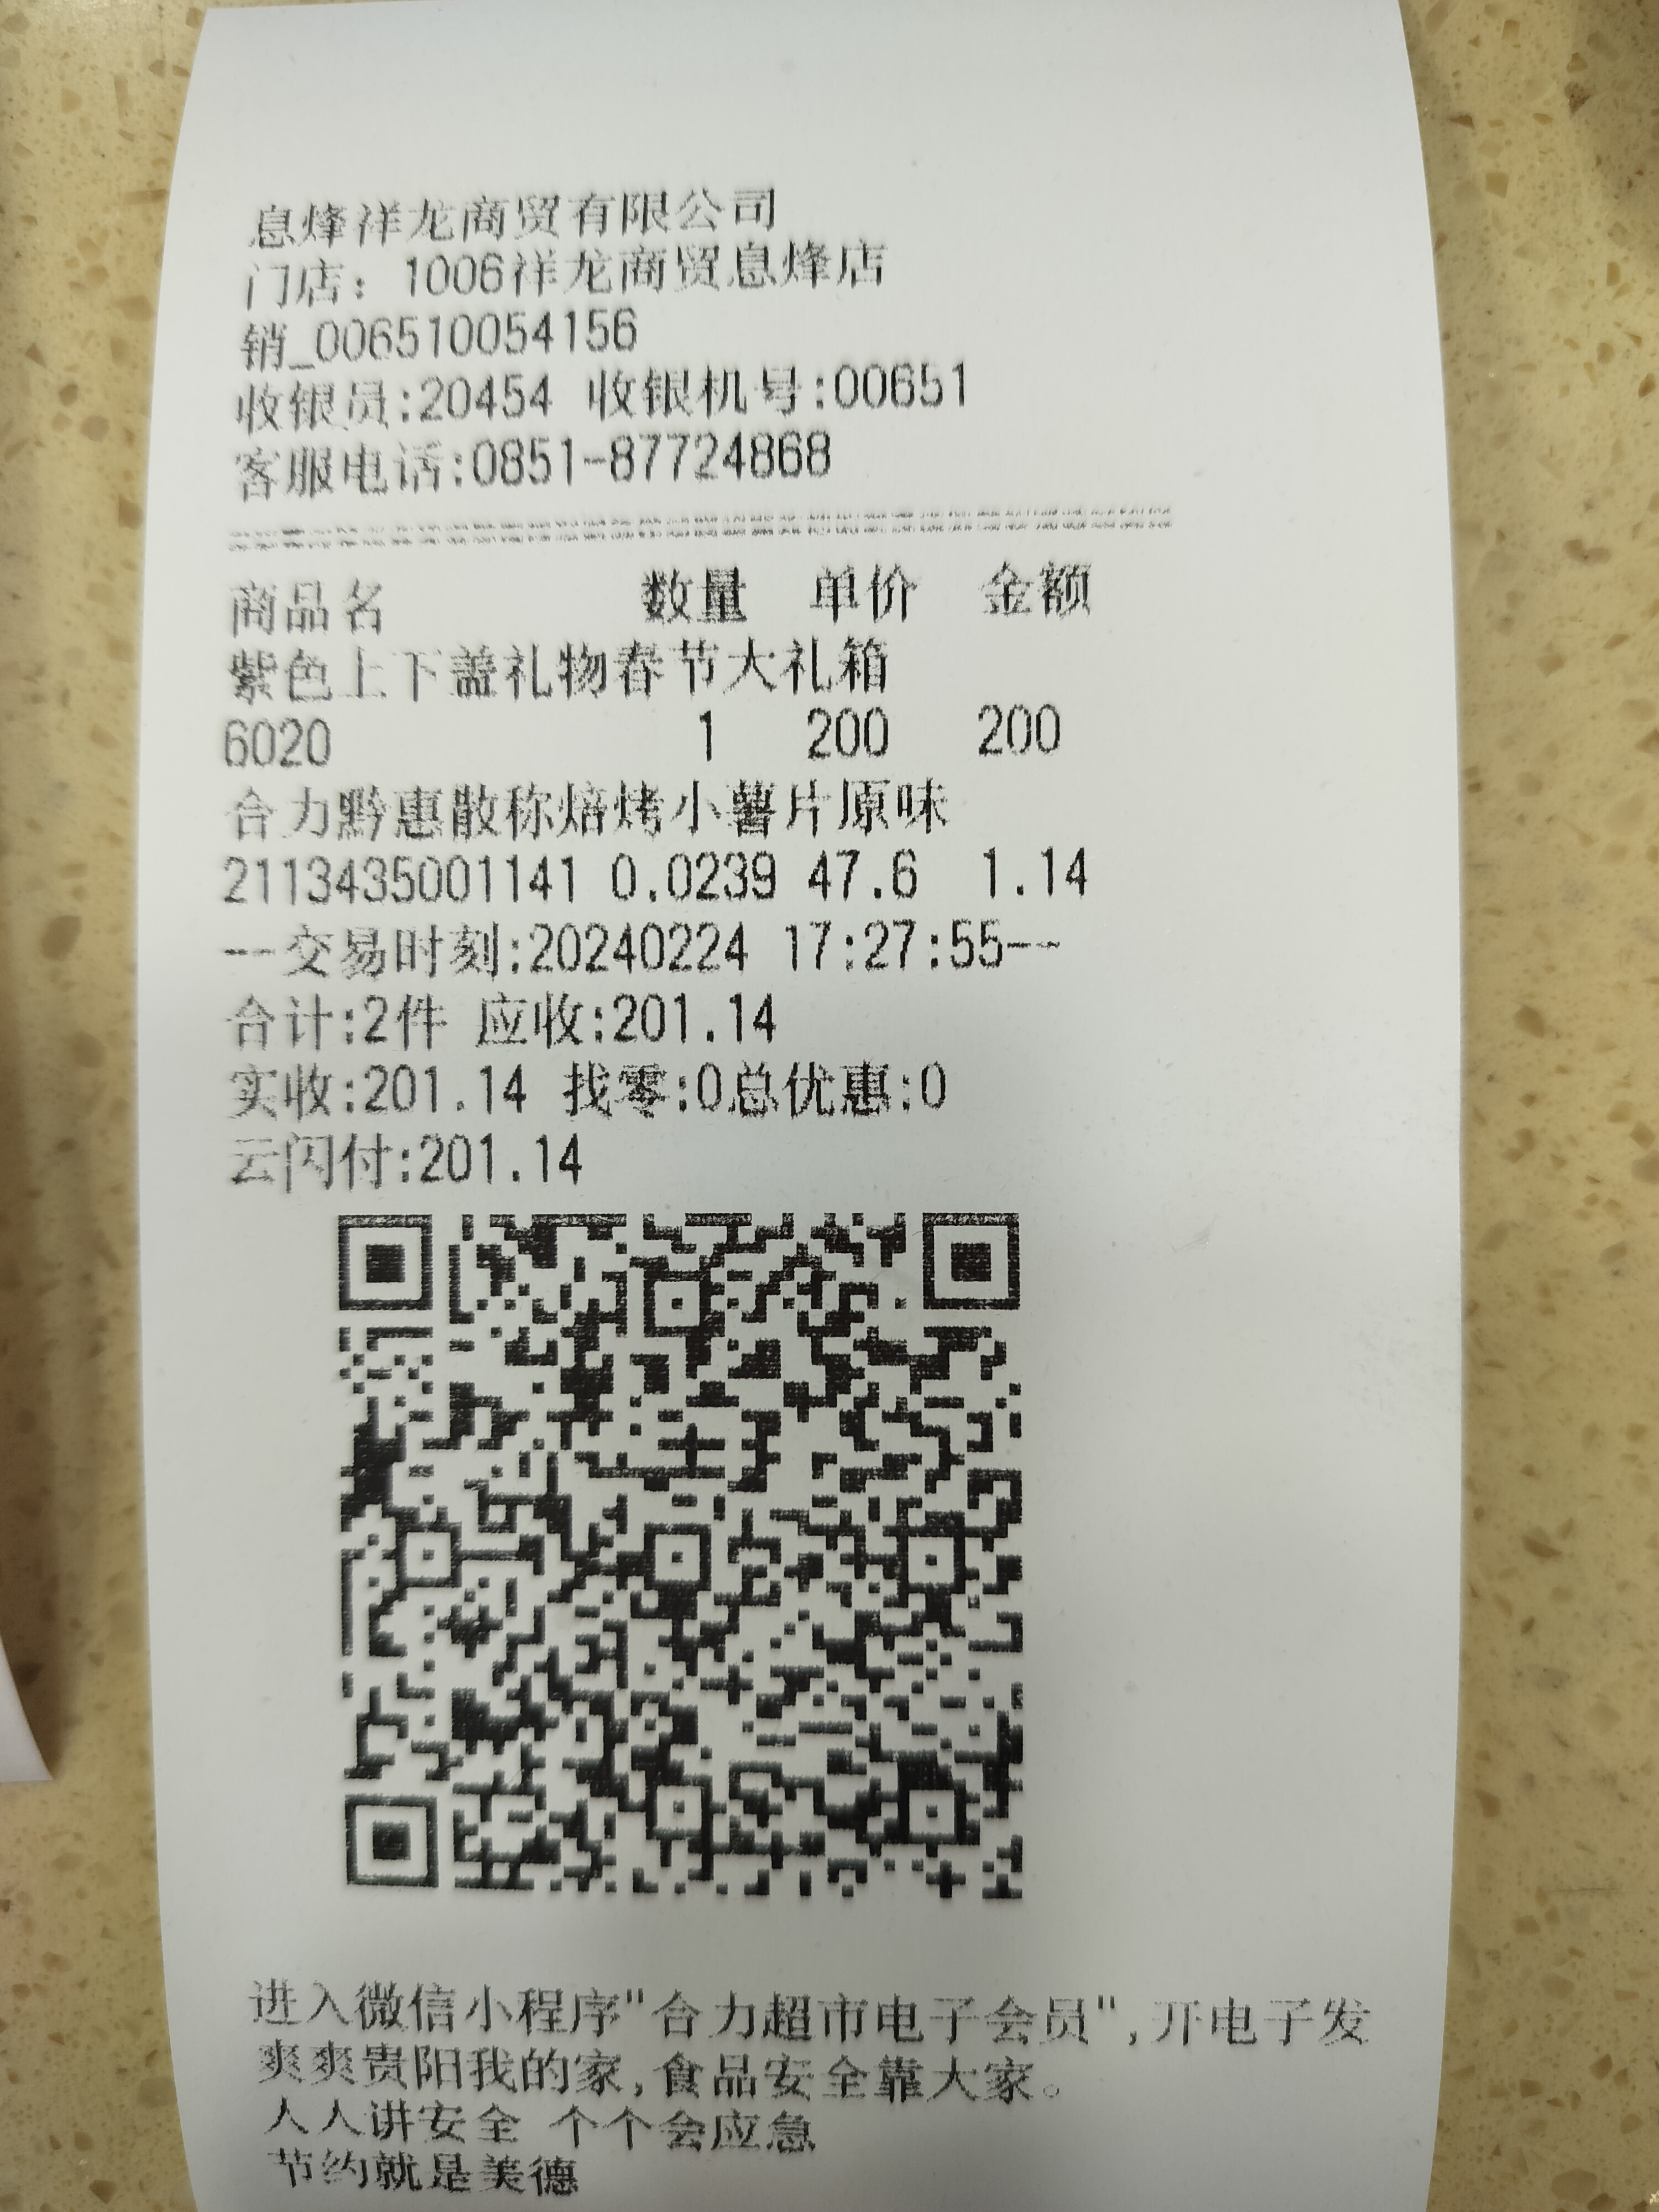 息烽祥龙商贸有限公司
门店：1006祥龙商贸息烽店
销_006510054156
收银员:20454 收银机号:00651
客服电话:0851-87724868
商品名 数量 单价 金额
紫色上下盖礼物春节大礼箱
6020 1 200 200
合力黔惠散称焙烤小薯片原味
2113435001141 0.0239 47.6 1.14
--交易时刻:20240224 17:27:55--
合计:2件 应收:201.14
实收:201.14 找零:0总优惠:0
云闪付:201.14
进入微信小程序"合力超市电子会员",开电子发
爽爽贵阳我的家,食品安全靠大家。
人人讲安全 个个会应急
节约就是美德